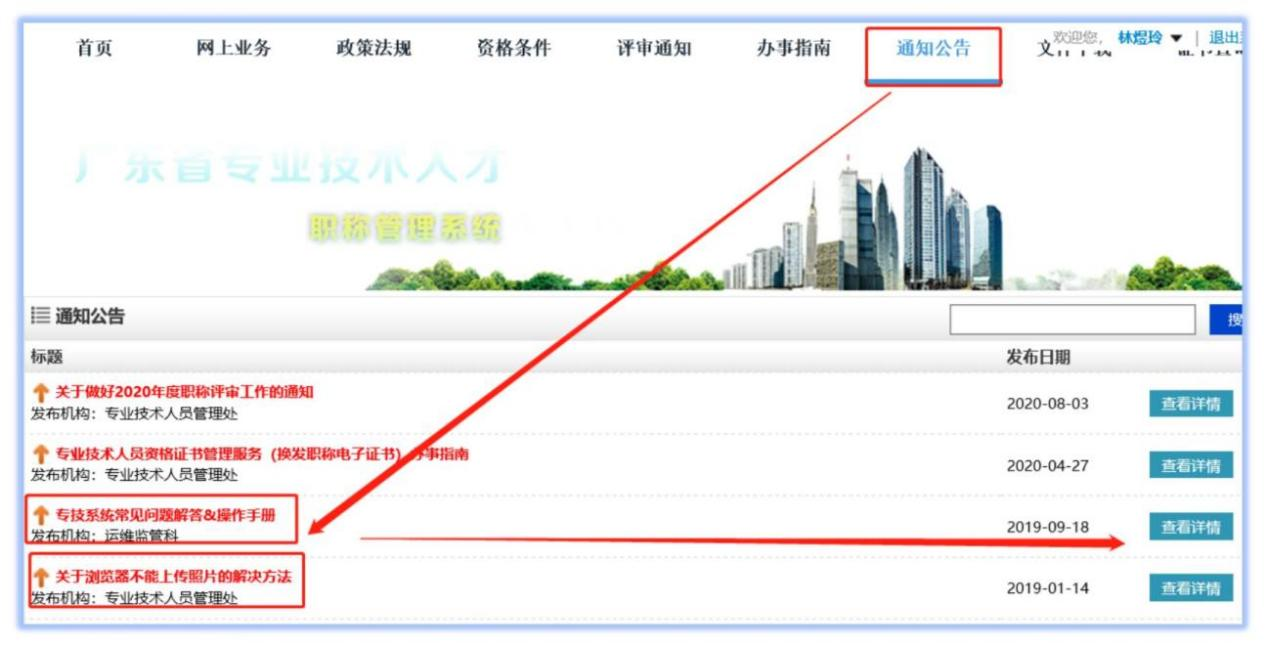 首页 网上业务 政策法规 资格条件 评审通知 办事指南 通知公告 欢迎您, 林煜玲 ▼ | 退出
广东省专业技术人才
职称管理系统
通知公告
标题 发布日期
关于做好2020年度职称评审工作的通知
发布机构：专业技术人员管理处 2020-08-03 查看详情
专业技术人员资格证书管理服务（换发职称电子证书）办事指南
发布机构：专业技术人员管理处 2020-04-27 查看详情
专技系统常见问题解答&操作手册
发布机构：运维监管科 2019-09-18 查看详情
关于浏览器不能上传照片的解决方法
发布机构：专业技术人员管理处 2019-01-14 查看详情